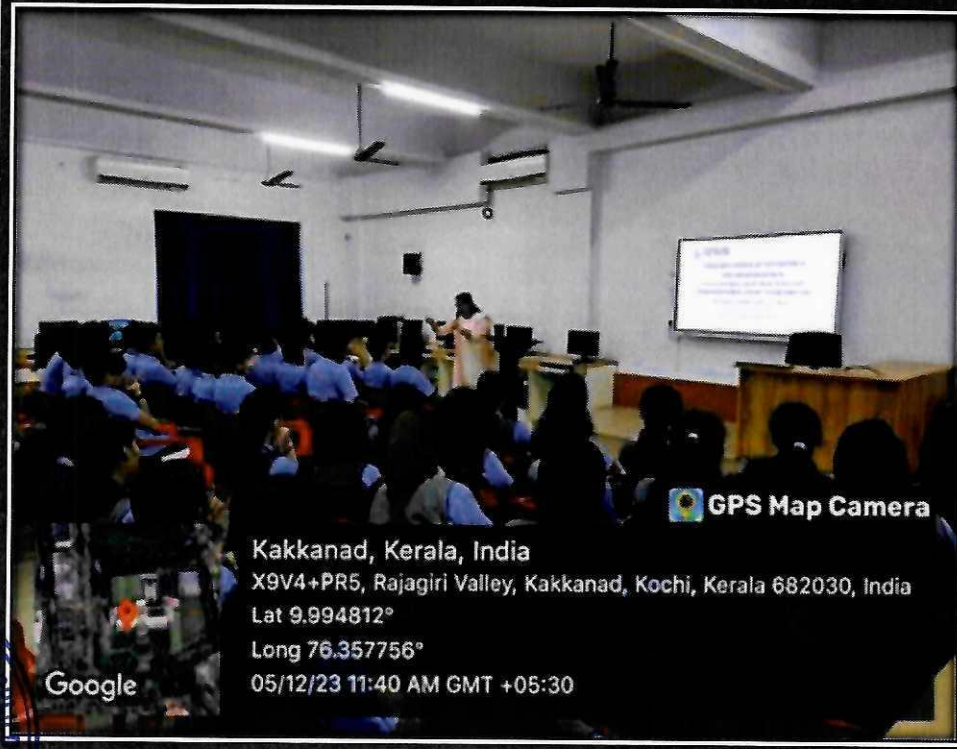 GPS Map Camera
Kakkanad, Kerala, India
X9V4+PR5, Rajagiri Valley, Kakkanad, Kochi, Kerala 682030, India
Lat 9.994812°
Long 76.357756°
05/12/23 11:40 AM GMT +05:30
Google